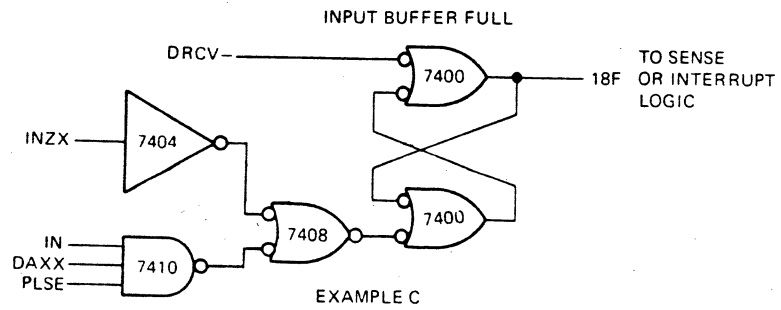 INPUT BUFFER FULL
DRCV–
7400
18F
TO SENSE
OR INTERRUPT
LOGIC
INZX
7404
7400
7408
IN
DAXX
PLSE
7410
EXAMPLE C